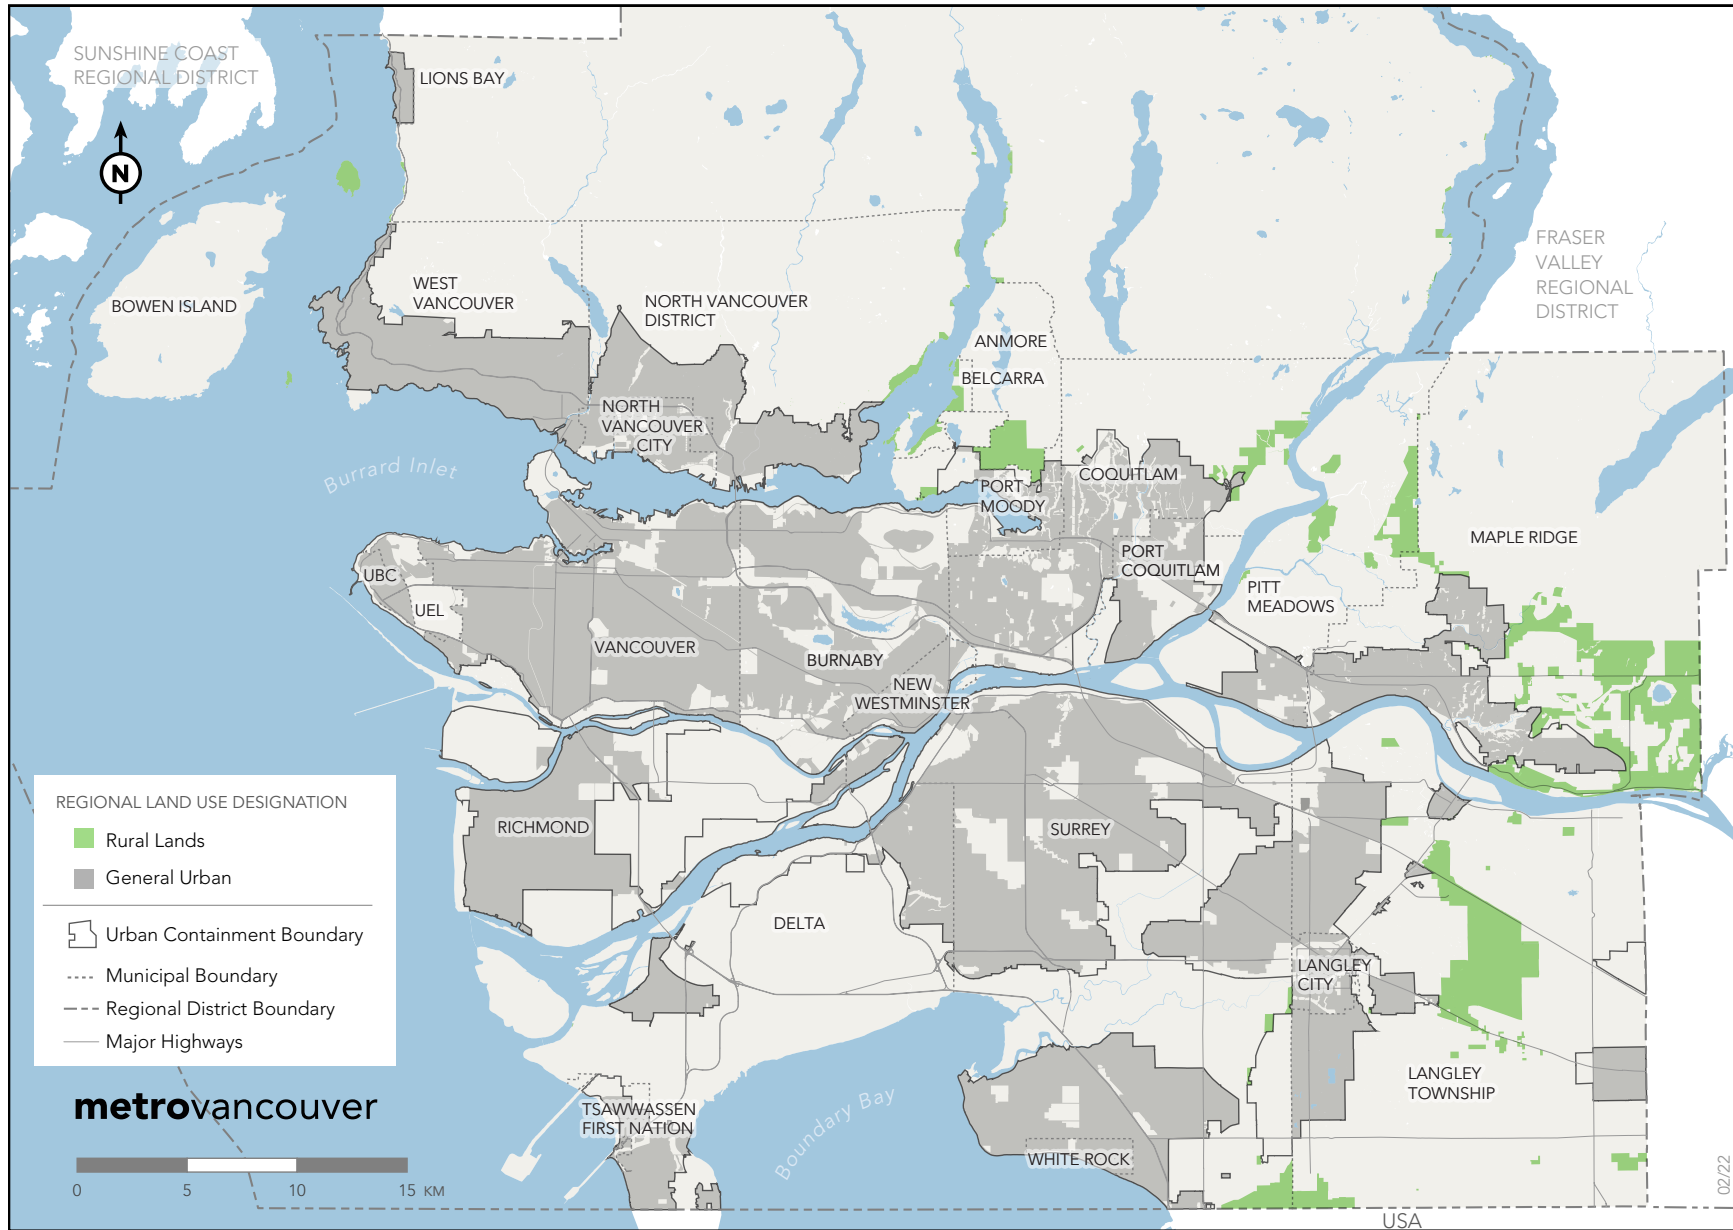 SUNSHINE COAST
REGIONAL DISTRICT
LIONS BAY
N
BOWEN ISLAND
WEST
VANCOUVER
NORTH VANCOUVER
DISTRICT
FRASER
VALLEY
REGIONAL
DISTRICT
ANMORE
BELCARRA
NORTH
VANCOUVER
CITY
Burrard Inlet
PORT
MOODY
COQUITLAM
MAPLE RIDGE
PORT
COQUITLAM
PITT
MEADOWS
UBC
UEL
VANCOUVER
BURNABY
NEW
WESTMINSTER
RICHMOND
SURREY
DELTA
LANGLEY
CITY
LANGLEY
TOWNSHIP
TSAWWASSEN
FIRST NATION
Boundary Bay
WHITE ROCK
REGIONAL LAND USE DESIGNATION
Rural Lands
General Urban
Urban Containment Boundary
Municipal Boundary
Regional District Boundary
Major Highways
metrovancouver
0 5 10 15 KM
USA
02/22